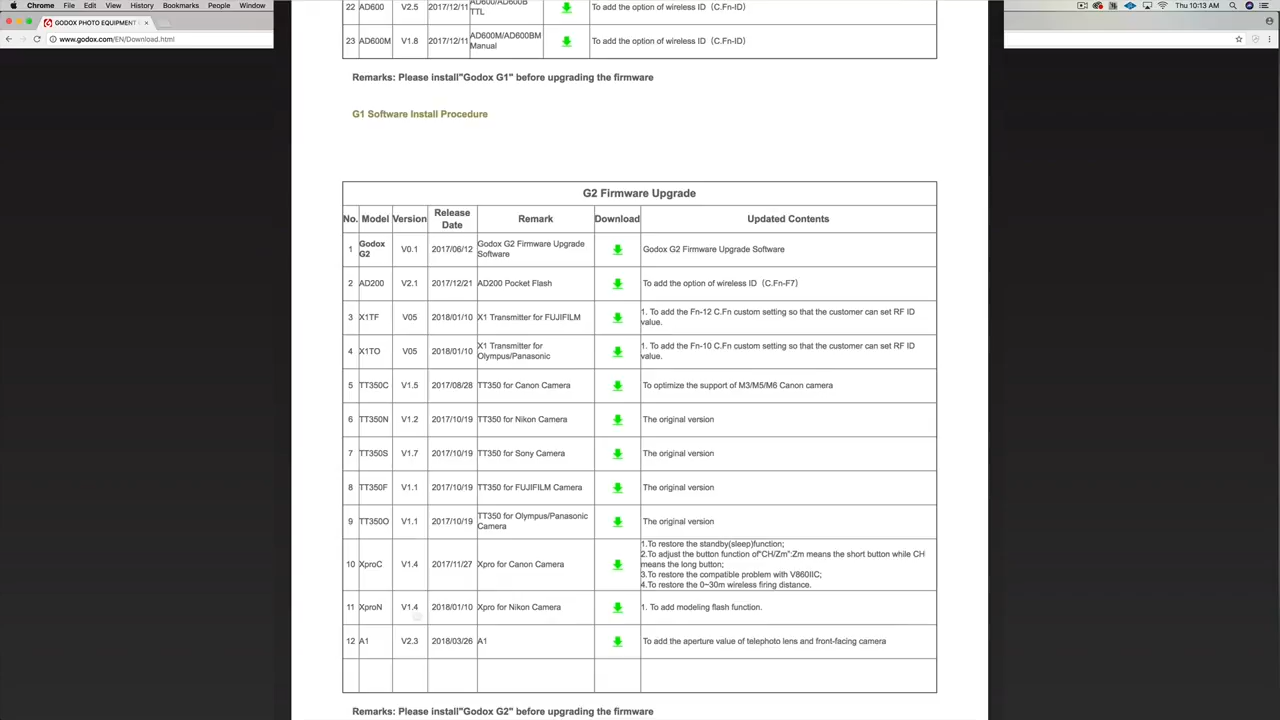 Chrome File Edit View History Bookmarks People Window
Thu 10:13 AM
GODOX PHOTO EQUIPMENT
www.godox.com/EN/Download.html
22 AD600 V2.5 2017/12/11 AD600/AD600B To add the option of wireless ID（C.Fn-ID）
TTL
23 AD600M V1.8 2017/12/11 AD600M/AD600BM To add the option of wireless ID（C.Fn-ID）
Manual
Remarks: Please install"Godox G1" before upgrading the firmware
G1 Software Install Procedure
G2 Firmware Upgrade
No. Model Version Release Date Remark Download Updated Contents
1 Godox G2 V0.1 2017/06/12 Godox G2 Firmware Upgrade Godox G2 Firmware Upgrade Software
Software
2 AD200 V2.1 2017/12/21 AD200 Pocket Flash To add the option of wireless ID（C.Fn-F7）
3 X1TF V05 2018/01/10 X1 Transmitter for FUJIFILM 1. To add the Fn-12 C.Fn custom setting so that the customer can set RF ID
value.
4 X1TO V05 2018/01/10 X1 Transmitter for 1. To add the Fn-10 C.Fn custom setting so that the customer can set RF ID
Olympus/Panasonic value.
5 TT350C V1.5 2017/08/28 TT350 for Canon Camera To optimize the support of M3/M5/M6 Canon camera
6 TT350N V1.2 2017/10/19 TT350 for Nikon Camera The original version
7 TT350S V1.7 2017/10/19 TT350 for Sony Camera The original version
8 TT350F V1.1 2017/10/19 TT350 for FUJIFILM Camera The original version
9 TT350O V1.1 2017/10/19 TT350 for Olympus/Panasonic The original version
Camera
10 XproC V1.4 2017/11/27 Xpro for Canon Camera 1.To restore the standby(sleep)function;
2.To adjust the button function of"CH/Zm":Zm means the short button while CH
means the long button;
3.To restore the compatible problem with V860IIC;
4.To restore the 0~30m wireless firing distance.
11 XproN V1.4 2018/01/10 Xpro for Nikon Camera 1. To add modeling flash function.
12 A1 V2.3 2018/03/26 A1 To add the aperture value of telephoto lens and front-facing camera
Remarks: Please install"Godox G2" before upgrading the firmware